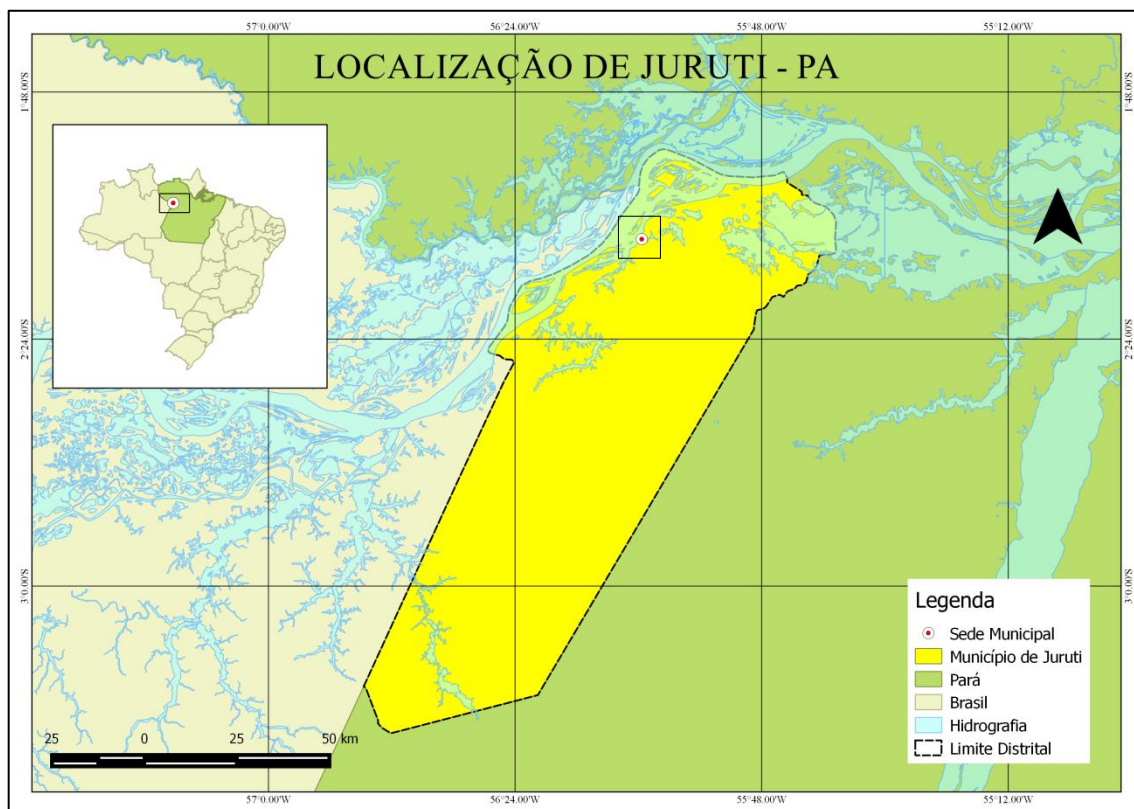 57°0.00'W 56°24.00'W 55°48.00'W 55°12.00'W
LOCALIZAÇÃO DE JURUTI - PA
1°48.00'S 1°48.00'S
2°24.00'S 2°24.00'S
3°0.00'S 3°0.00'S
Legenda
Sede Municipal
Município de Juruti
Pará
Brasil
Hidrografia
Limite Distrital
25 0 25 50 km
57°0.00'W 56°24.00'W 55°48.00'W 55°12.00'W